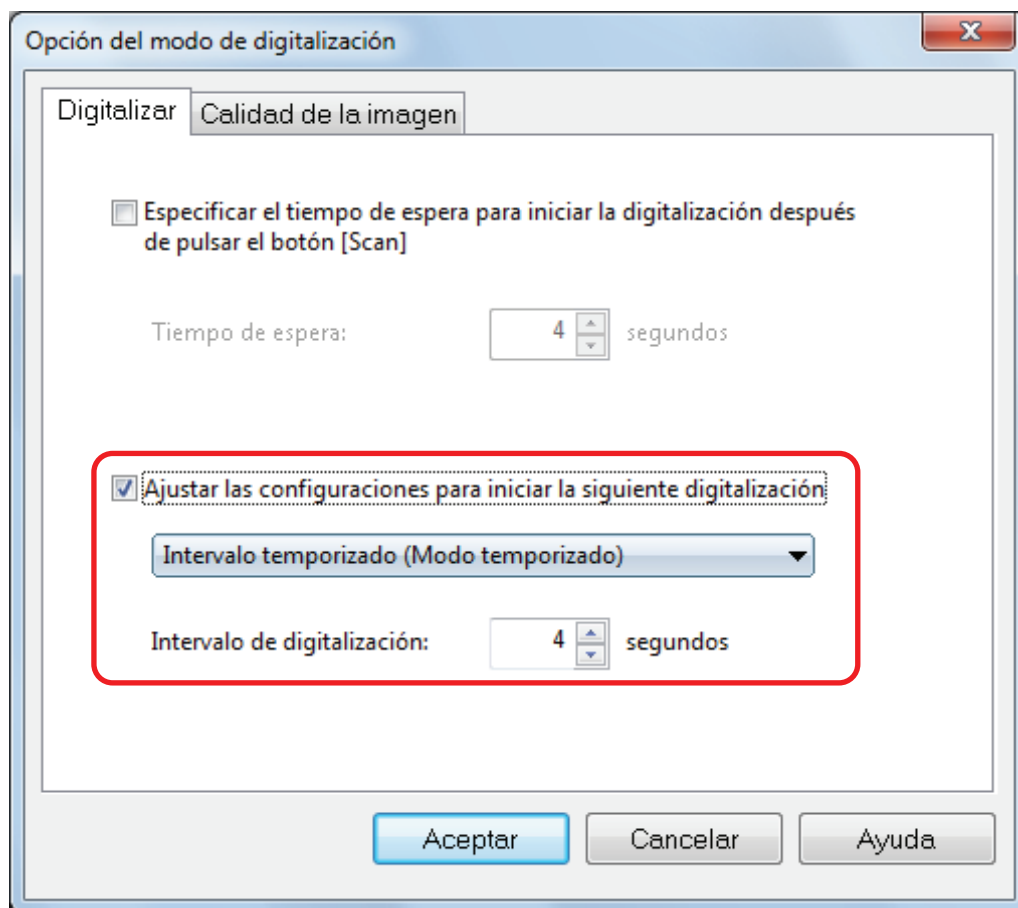 Opción del modo de digitalización
Digitalizar Calidad de la imagen
Especificar el tiempo de espera para iniciar la digitalización después
de pulsar el botón [Scan]
Tiempo de espera: 4 segundos
Ajustar las configuraciones para iniciar la siguiente digitalización
Intervalo temporizado (Modo temporizado)
Intervalo de digitalización: 4 segundos
Aceptar Cancelar Ayuda